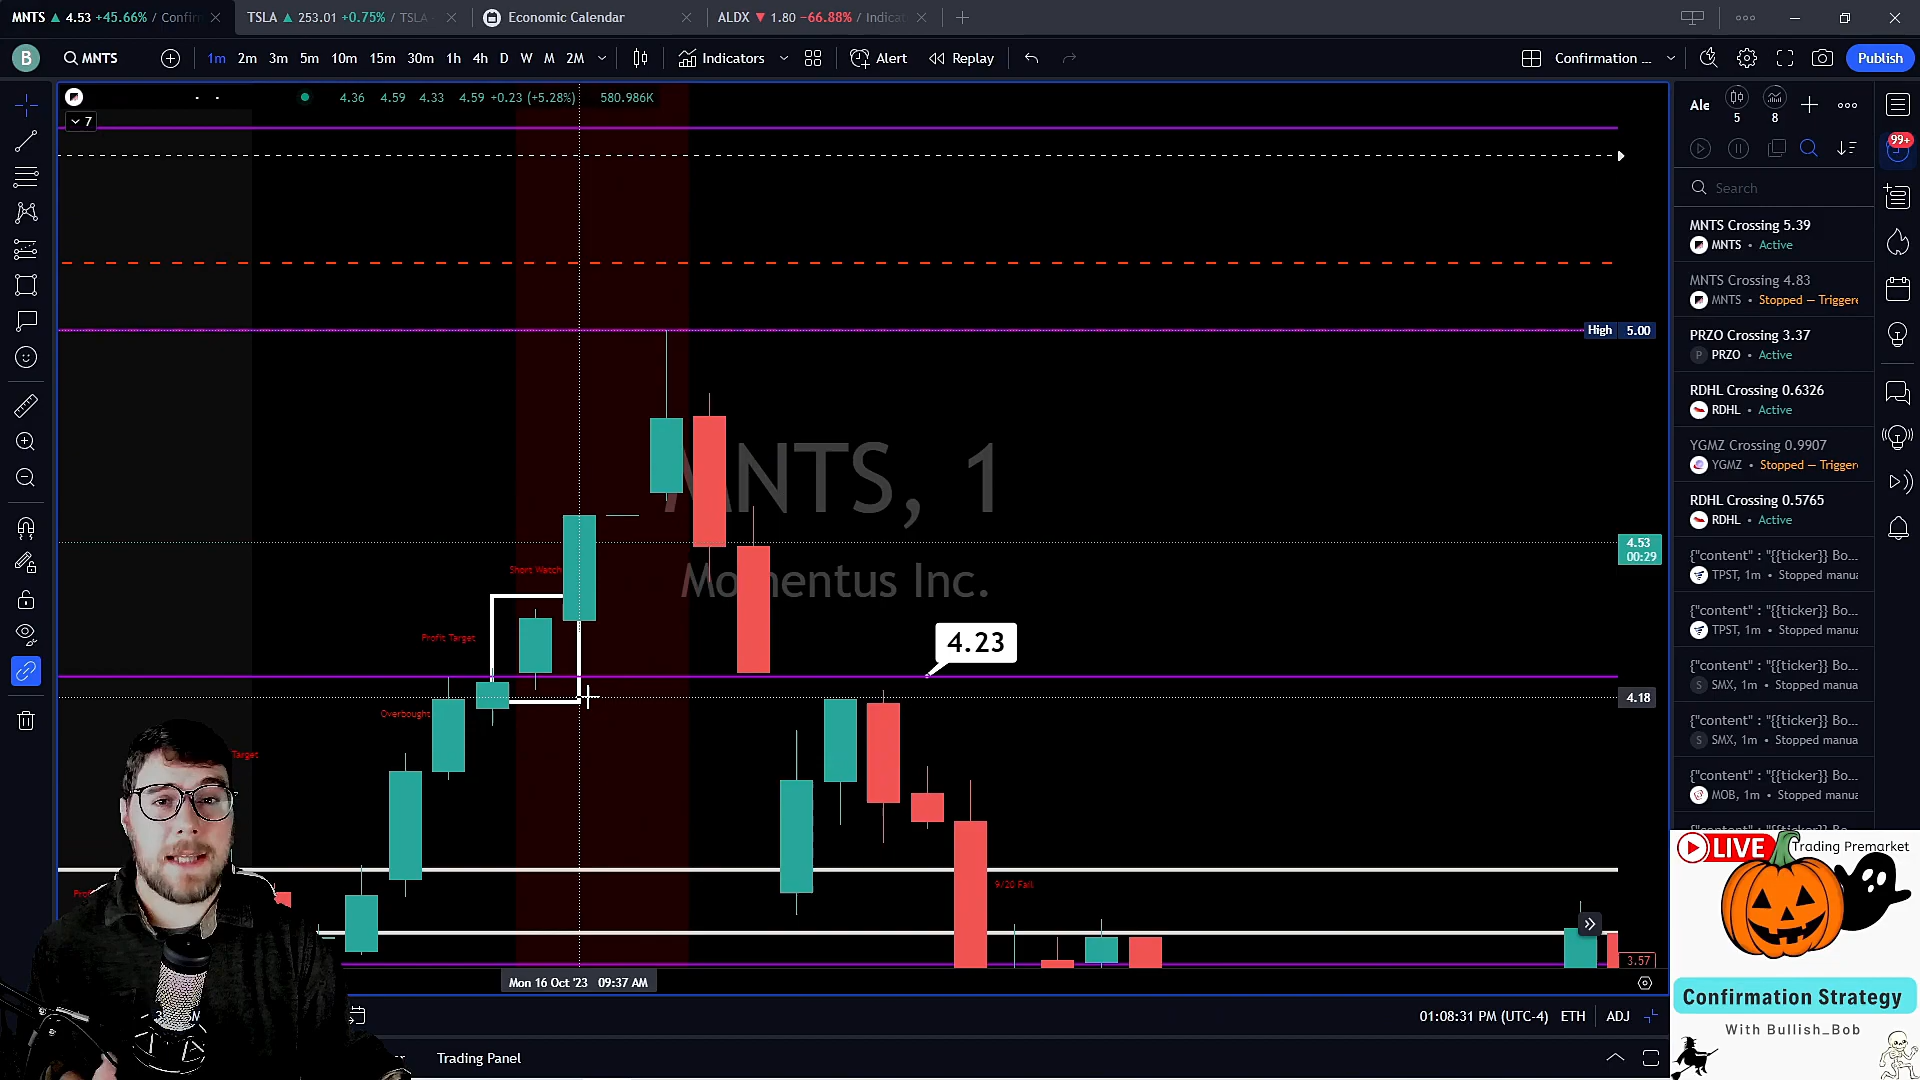 MNTS ▲ 4.53 +45.66% / Confir
TSLA ▲ 253.01 +0.75% / TSLA
Economic Calendar
ALDX ▼ 1.80 −66.88% / Indicat
B
MNTS
1m 2m 3m 5m 10m 15m 30m 1h 4h D W M 2M
Indicators
Alert
Replay
Confirmation ...
Publish
4.36 4.59 4.33 4.59 +0.23 (+5.28%) 580.986K
7
MNTS, 1
Momentus Inc.
High 5.00
4.53
00:29
4.23
4.18
3.57
Short Watch
Profit Target
Overbought
Target
9/20 Fail
Mon 16 Oct '23 09:37 AM
01:08:31 PM (UTC-4) ETH ADJ
Trading Panel
Ale
5
8
99+
Search
MNTS Crossing 5.39
MNTS • Active
MNTS Crossing 4.83
MNTS • Stopped — Triggere
PRZO Crossing 3.37
P PRZO • Active
RDHL Crossing 0.6326
RDHL • Active
YGMZ Crossing 0.9907
YGMZ • Stopped — Triggere
RDHL Crossing 0.5765
RDHL • Active
{"content" : "{{ticker}} Bo...
TPST, 1m • Stopped manua
{"content" : "{{ticker}} Bo...
TPST, 1m • Stopped manua
{"content" : "{{ticker}} Bo...
S SMX, 1m • Stopped manua
{"content" : "{{ticker}} Bo...
S SMX, 1m • Stopped manua
{"content" : "{{ticker}} Bo...
MOB, 1m • Stopped manua
LIVE Trading Premarket
Confirmation Strategy
With Bullish_Bob